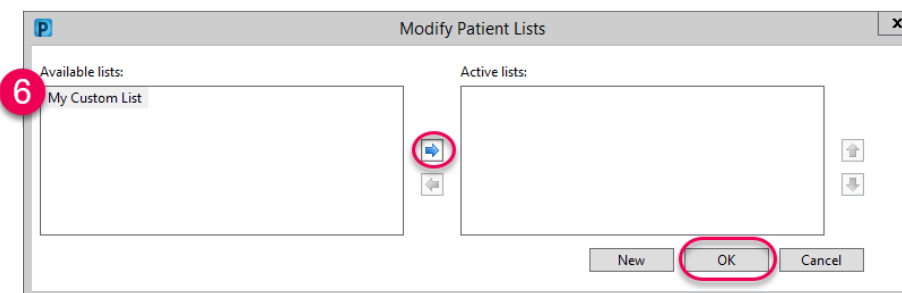 P
Modify Patient Lists
x
Available lists:
Active lists:
6
My Custom List
New
OK
Cancel